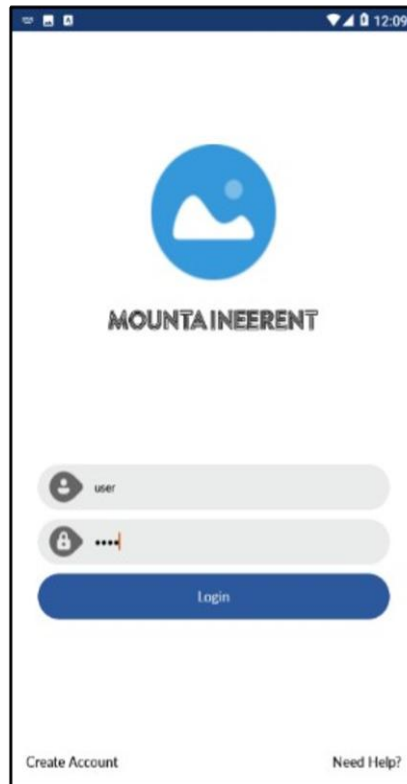 12:09
MOUNTAINEERENT
user
••••
Login
Create Account Need Help?